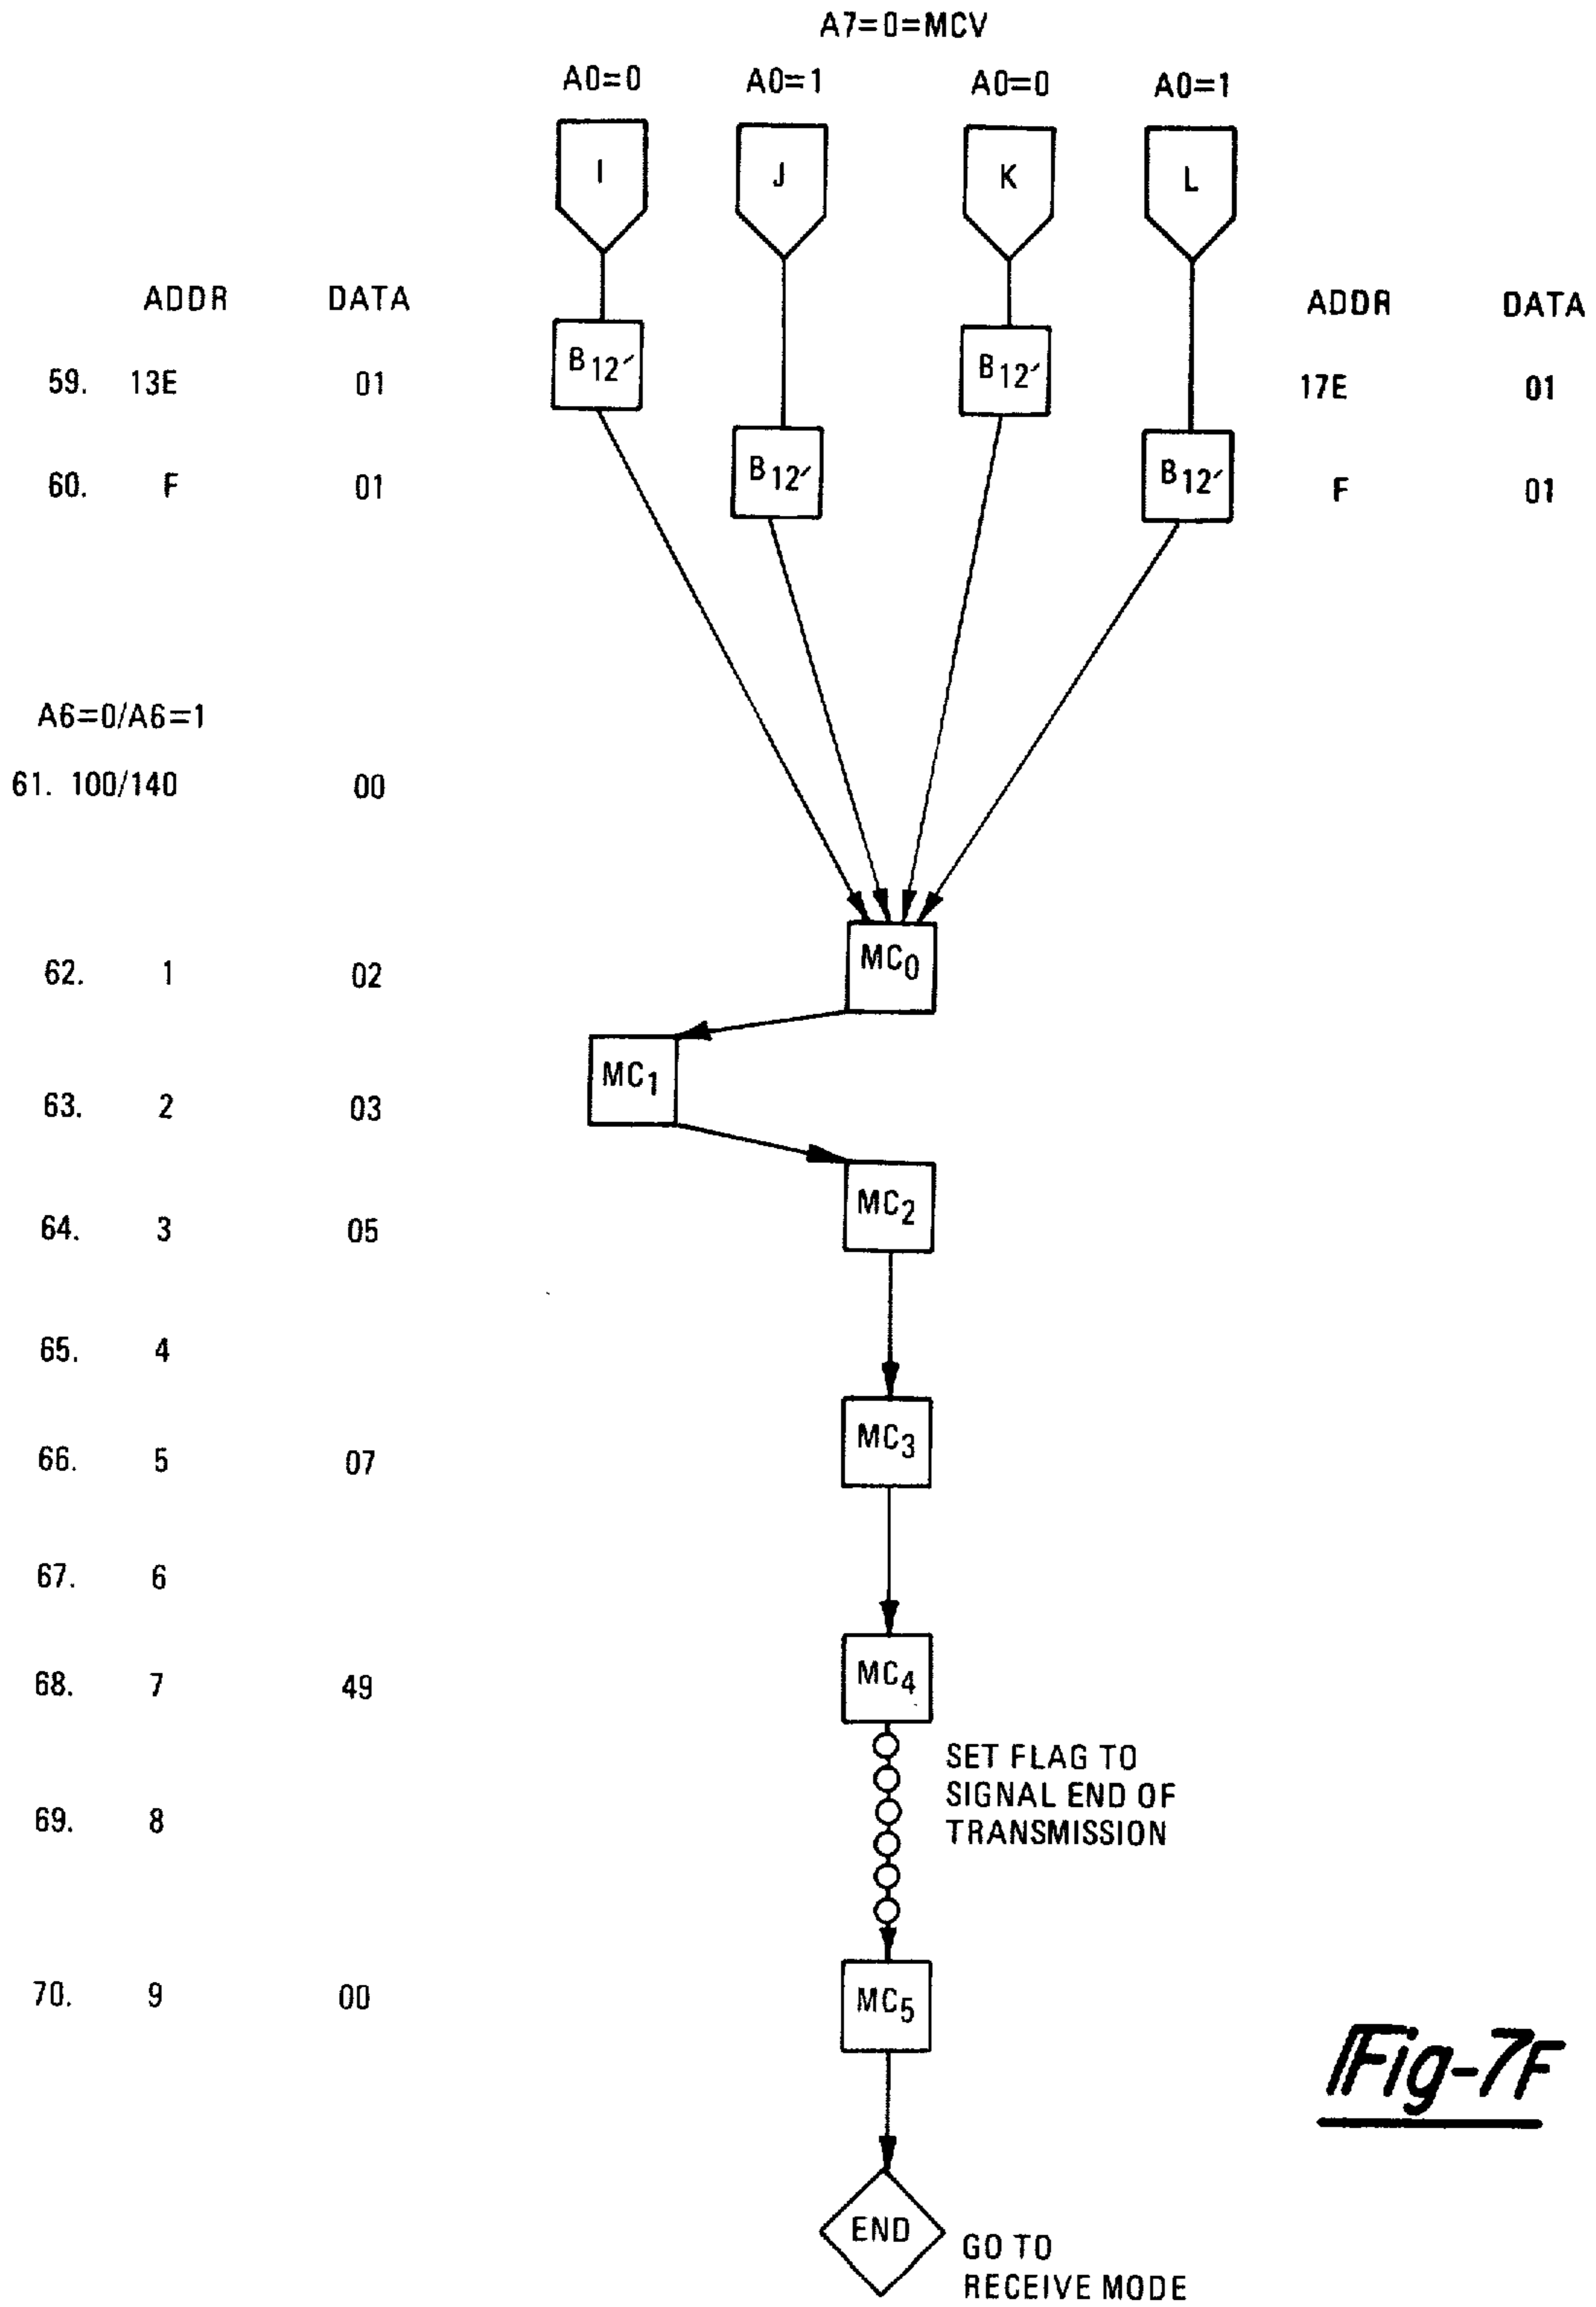 A7=0=MCV
A0=0 A0=1 A0=0 A0=1
I J K L
ADDR DATA ADDR DATA
59. 13E 01 B12′ B12′ 17E 01
60. F 01 B12′ B12′ F 01
A6=0/A6=1
61. 100/140 00
62. 1 02 MC0
63. 2 03 MC1
64. 3 05 MC2
65. 4
66. 5 07 MC3
67. 6
68. 7 49 MC4
SET FLAG TO
SIGNAL END OF
TRANSMISSION
69. 8
70. 9 00 MC5
END
GO TO
RECEIVE MODE
Fig-7F